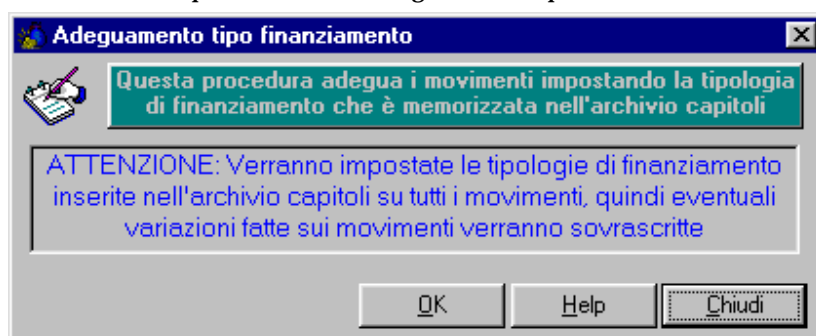 Adeguamento tipo finanziamento
Questa procedura adegua i movimenti impostando la tipologia
di finanziamento che è memorizzata nell'archivio capitoli
ATTENZIONE: Verranno impostate le tipologie di finanziamento
inserite nell'archivio capitoli su tutti i movimenti, quindi eventuali
variazioni fatte sui movimenti verranno sovrascritte
OK Help Chiudi